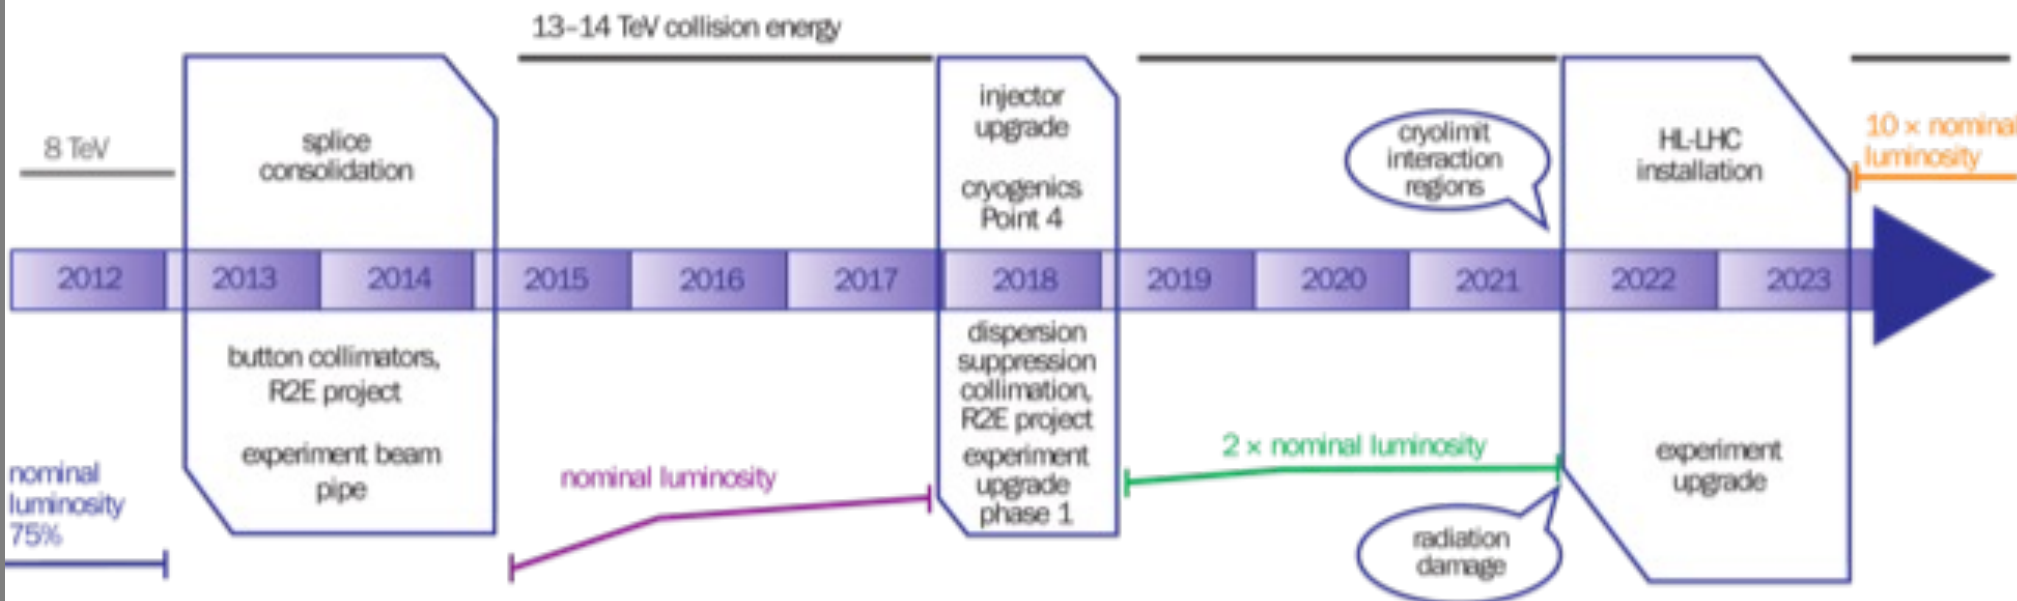 13–14 TeV collision energy
8 TeV
splice
consolidation
injector
upgrade
cryogenics
Point 4
cryolimit
interaction
regions
HL-LHC
installation
10 × nominal
luminosity
2012
2013
2014
2015
2016
2017
2018
2019
2020
2021
2022
2023
button collimators,
R2E project
experiment beam
pipe
dispersion
suppression
collimation,
R2E project
experiment
upgrade
phase 1
nominal
luminosity
75%
nominal luminosity
2 × nominal luminosity
radiation
damage
experiment
upgrade